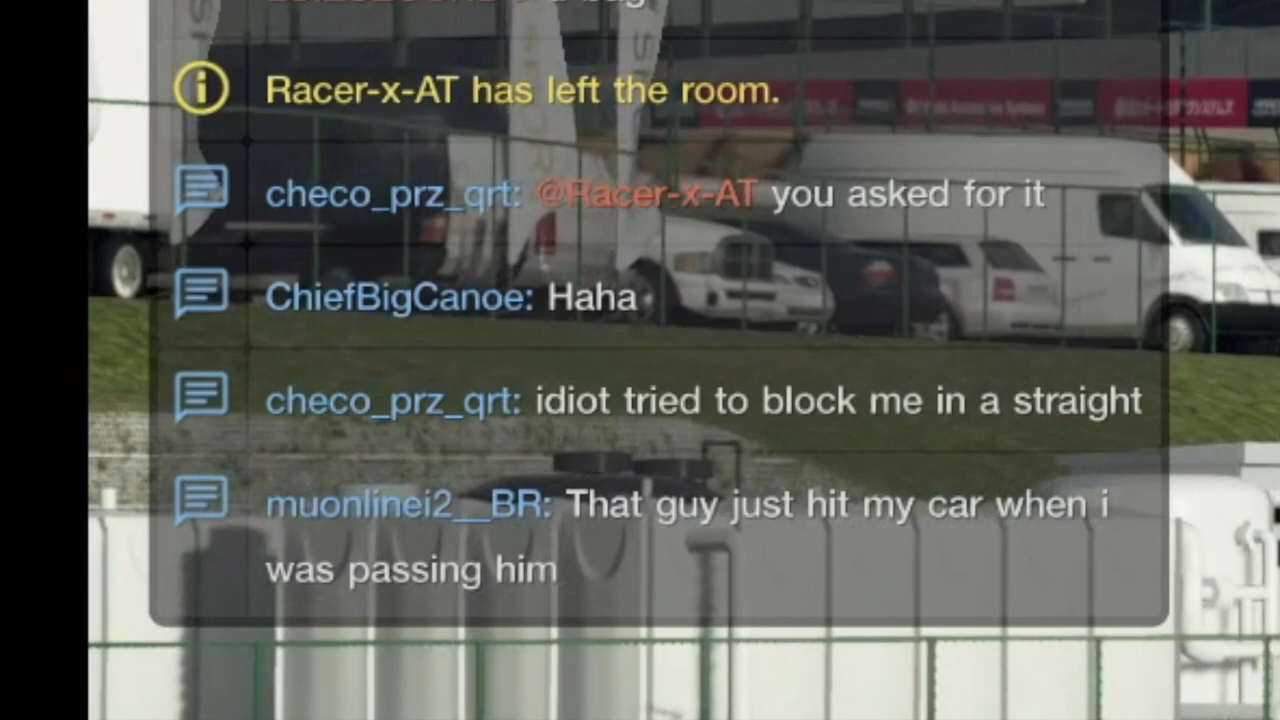 Racer-x-AT has left the room.
checo_prz_qrt: @Racer-x-AT you asked for it
ChiefBigCanoe: Haha
checo_prz_qrt: idiot tried to block me in a straight
muonlinei2__BR: That guy just hit my car when i
was passing him